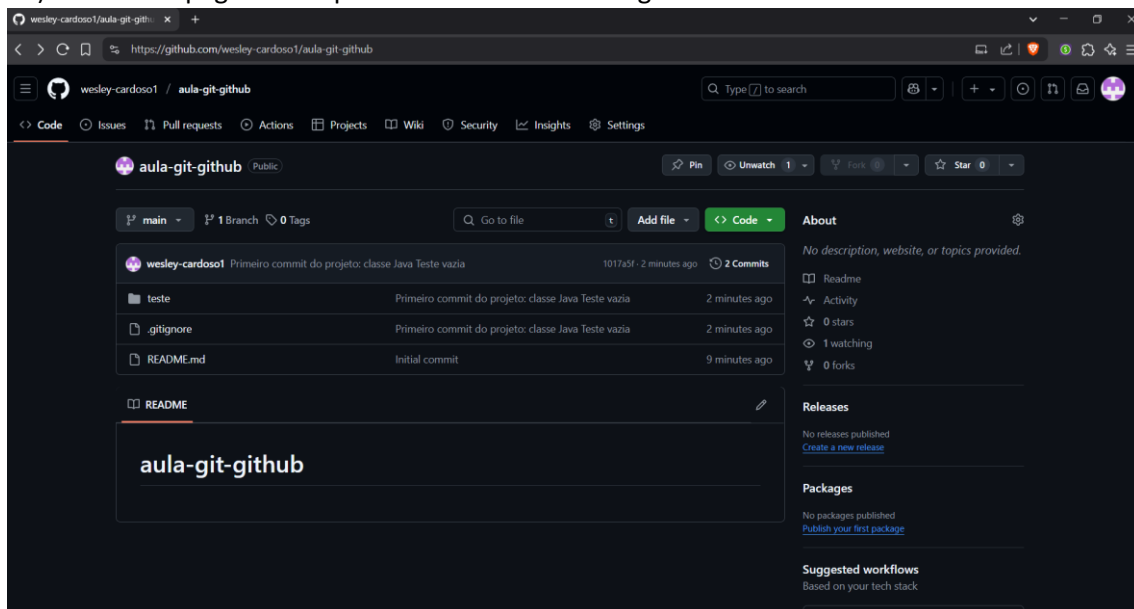 wesley-cardoso1/aula-git-gith
https://github.com/wesley-cardoso1/aula-git-github
wesley-cardoso1 / aula-git-github
Type / to search
Code Issues Pull requests Actions Projects Wiki Security Insights Settings
aula-git-github Public
Pin Unwatch 1 Fork 0 Star 0
main 1 Branch 0 Tags Go to file t Add file Code
About
No description, website, or topics provided.
wesley-cardoso1 Primeiro commit do projeto: classe Java Teste vazia 1017a5f · 2 minutes ago 2 Commits
teste Primeiro commit do projeto: classe Java Teste vazia 2 minutes ago
.gitignore Primeiro commit do projeto: classe Java Teste vazia 2 minutes ago
README.md Initial commit 9 minutes ago
Readme
Activity
0 stars
1 watching
0 forks
README
aula-git-github
Releases
No releases published
Create a new release
Packages
No packages published
Publish your first package
Suggested workflows
Based on your tech stack